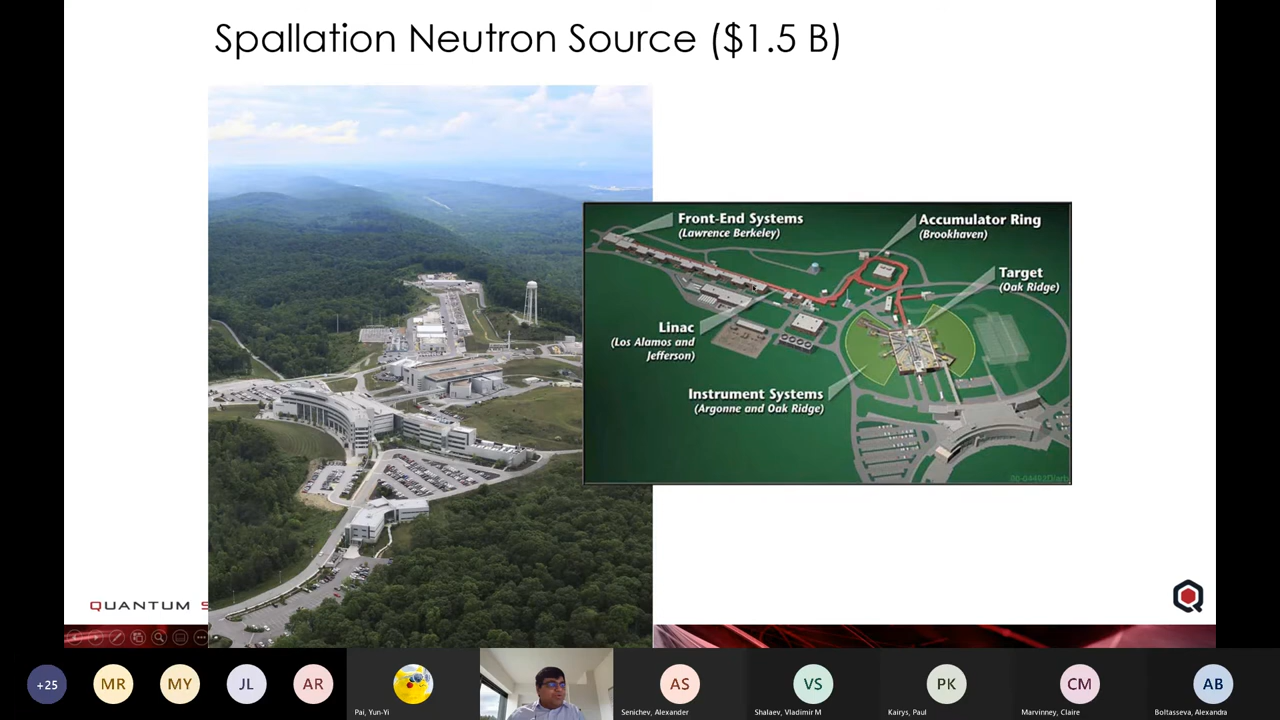 Spallation Neutron Source ($1.5 B)
Front-End Systems
(Lawrence Berkeley)
Accumulator Ring
(Brookhaven)
Target
(Oak Ridge)
Linac
(Los Alamos and
Jefferson)
Instrument Systems
(Argonne and Oak Ridge)
QUANTUM S
+25
MR
MY
JL
AR
Pai, Yun-Yi
AS
Senichev, Alexander
VS
Shalaev, Vladimir M
PK
Kairys, Paul
CM
Marvinney, Claire
AB
Boltasseva, Alexandra